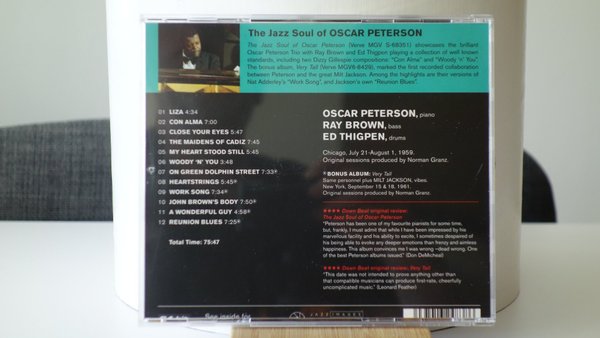 The Jazz Soul of OSCAR PETERSON
The Jazz Soul of Oscar Peterson (Verve MGV S-68351) showcases the brilliant
Oscar Peterson Trio with Ray Brown and Ed Thigpen playing a collection of well known
standards, including two Dizzy Gillespie compositions: "Con Alma" and "Woody 'n' You".
The bonus album, Very Tall (Verve MGV6-8429), marked the first recorded collaboration
between Peterson and the great Milt Jackson. Among the highlights are their versions of
Nat Adderley's "Work Song", and Jackson's own "Reunion Blues".
01 LIZA 4:34
02 CON ALMA 7:00
03 CLOSE YOUR EYES 5:47
04 THE MAIDENS OF CADIZ 7:45
05 MY HEART STOOD STILL 5:45
06 WOODY 'N' YOU 3:48
07 ON GREEN DOLPHIN STREET 7:33*
08 HEARTSTRINGS 5:45*
09 WORK SONG 7:34*
10 JOHN BROWN'S BODY 7:50*
11 A WONDERFUL GUY 4:58*
12 REUNION BLUES 7:25*
Total Time: 75:47
OSCAR PETERSON, piano
RAY BROWN, bass
ED THIGPEN, drums
Chicago, July 21-August 1, 1959.
Original sessions produced by Norman Granz.
*BONUS ALBUM: Very Tall
Same personnel plus MILT JACKSON, vibes.
New York, September 15 & 18, 1961.
Original sessions produced by Norman Granz.
★★★★ Down Beat original review:
The Jazz Soul of Oscar Peterson
"Peterson has been one of my favourite pianists for some time,
but, frankly, I must admit that while I have been impressed by his
marvelous facility and his ability to excite, I sometimes despaired of
his being able to evoke any deeper emotions than frenzy and aimless
happiness. This album convinces me I was wrong –dead wrong. One
of the best Peterson albums issued." (Don DeMicheal)
★★★★ Down Beat original review: Very Tall
"This date was not intended to prove anything other than
that compatible musicians can produce first-rate, cheerfully
uncomplicated music." (Leonard Feather)
See inside for
JAZZ IMAGES